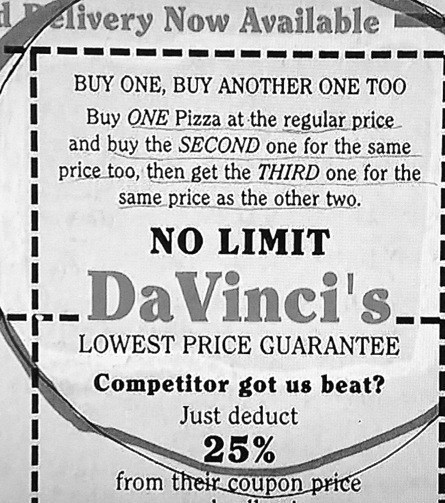 Delivery Now Available
BUY ONE, BUY ANOTHER ONE TOO
Buy ONE Pizza at the regular price
and buy the SECOND one for the same
price too, then get the THIRD one for the
same price as the other two.
NO LIMIT
DaVinci's
LOWEST PRICE GUARANTEE
Competitor got us beat?
Just deduct
25%
from their coupon price